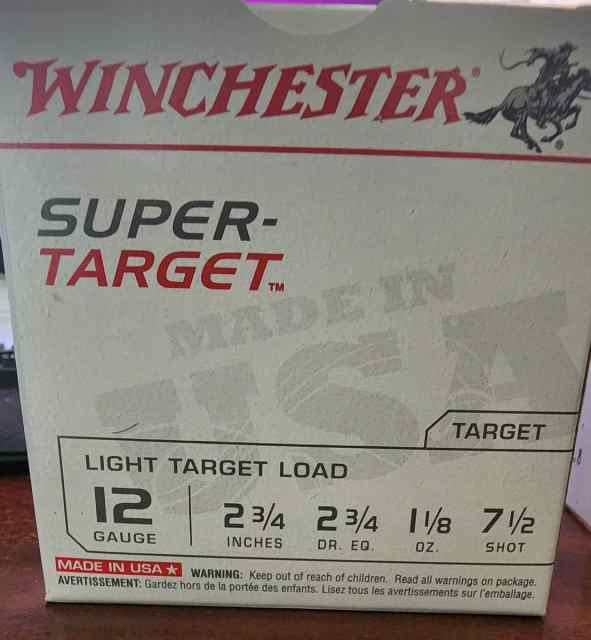 WINCHESTER®
SUPER-
TARGET™
MADE IN
USA
TARGET
LIGHT TARGET LOAD
12 2 3/4 2 3/4 1 1/8 7 1/2
GAUGE INCHES DR. EQ. OZ. SHOT
MADE IN USA ★ WARNING: Keep out of reach of children. Read all warnings on package.
AVERTISSEMENT: Gardez hors de la portée des enfants. Lisez tous les avertissements sur l'emballage.